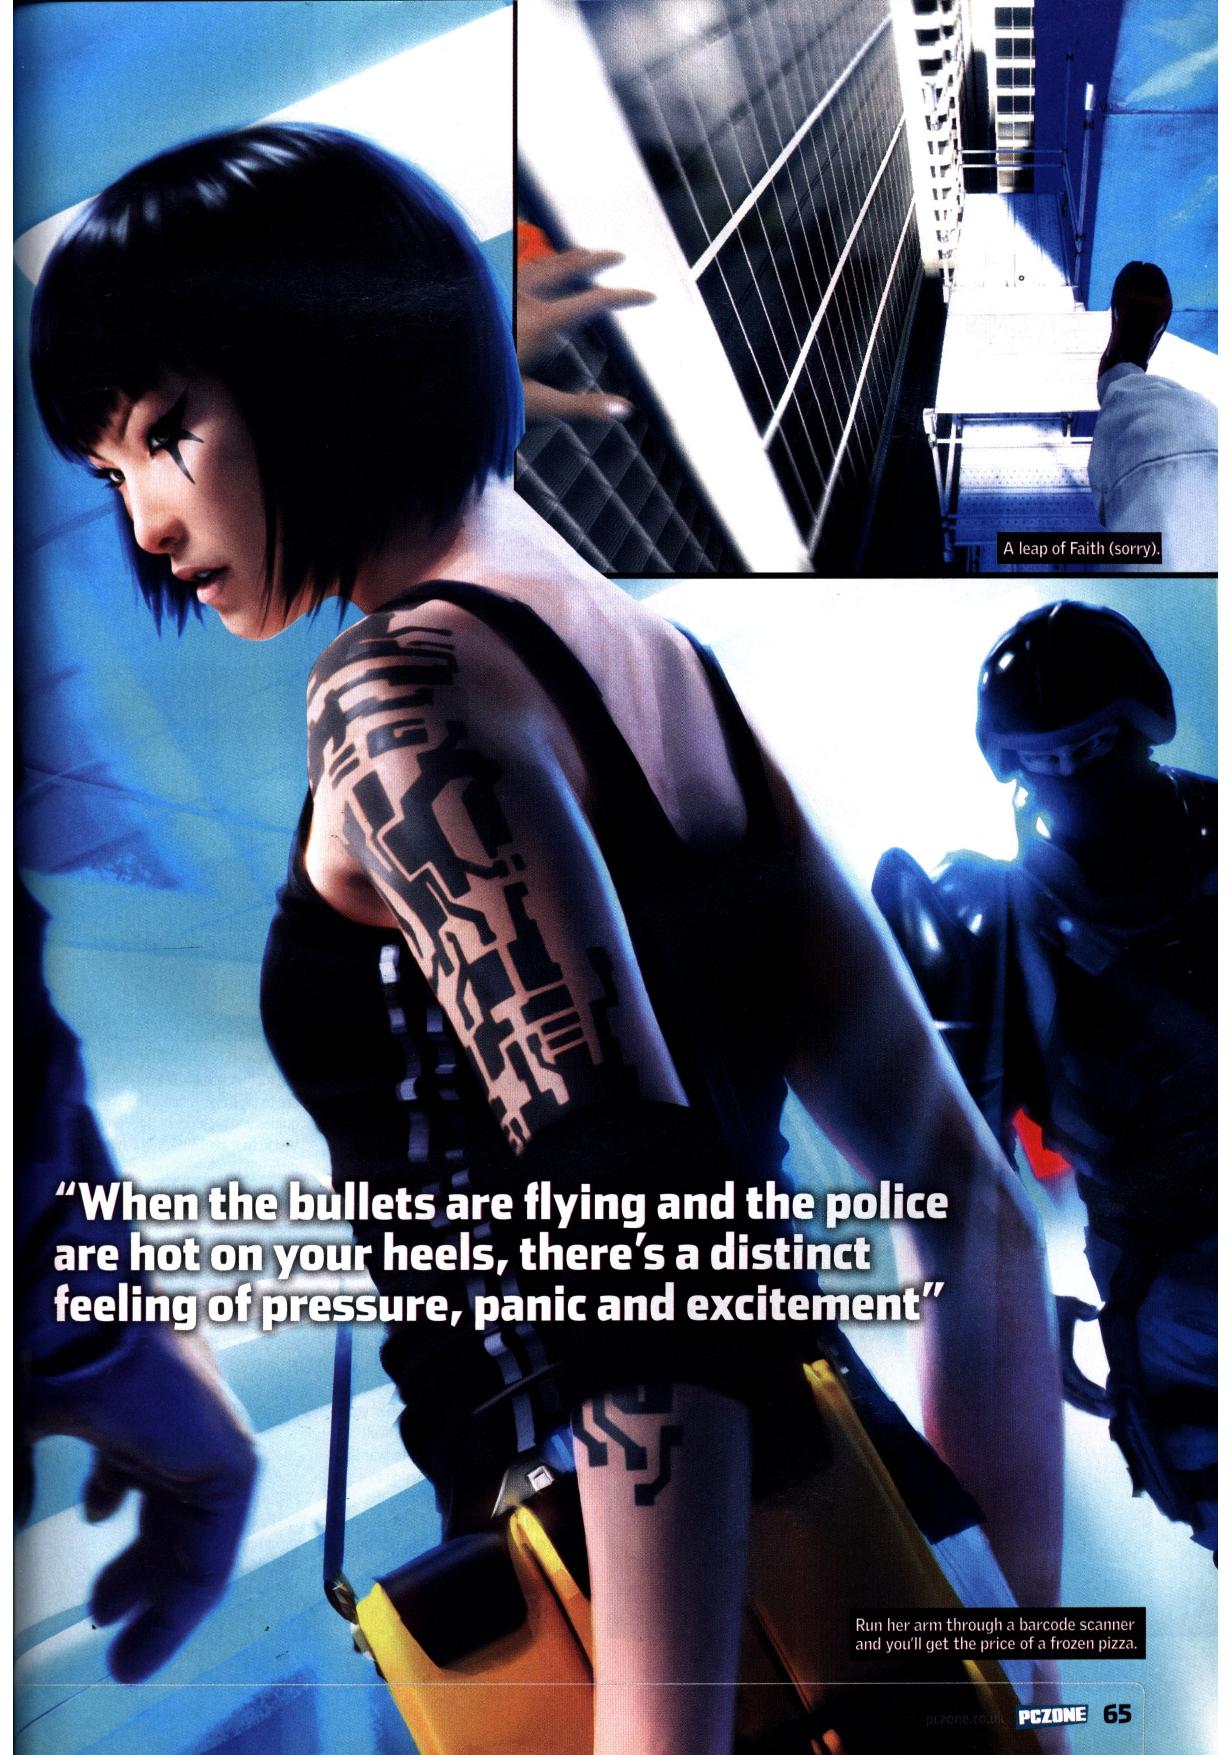 A leap of Faith (sorry).
“When the bullets are flying and the police
are hot on your heels, there’s a distinct
feeling of pressure, panic and excitement”
Run her arm through a barcode scanner
and you’ll get the price of a frozen pizza.
pczone.co.uk PCZONE 65